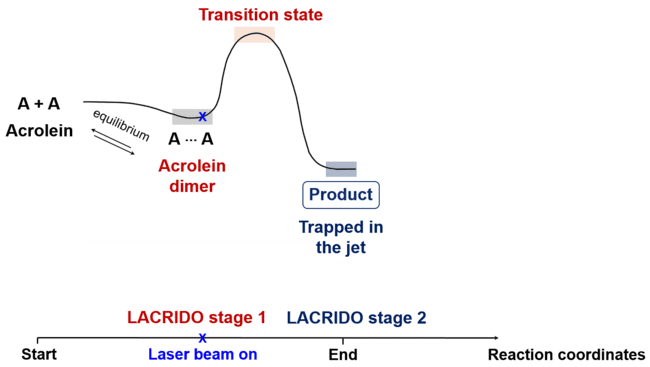 Transition state
A + A
Acrolein
equilibrium
A ··· A
Acrolein
dimer
Product
Trapped in
the jet
LACRIDO stage 1
LACRIDO stage 2
x
x
Start
Laser beam on
End
Reaction coordinates